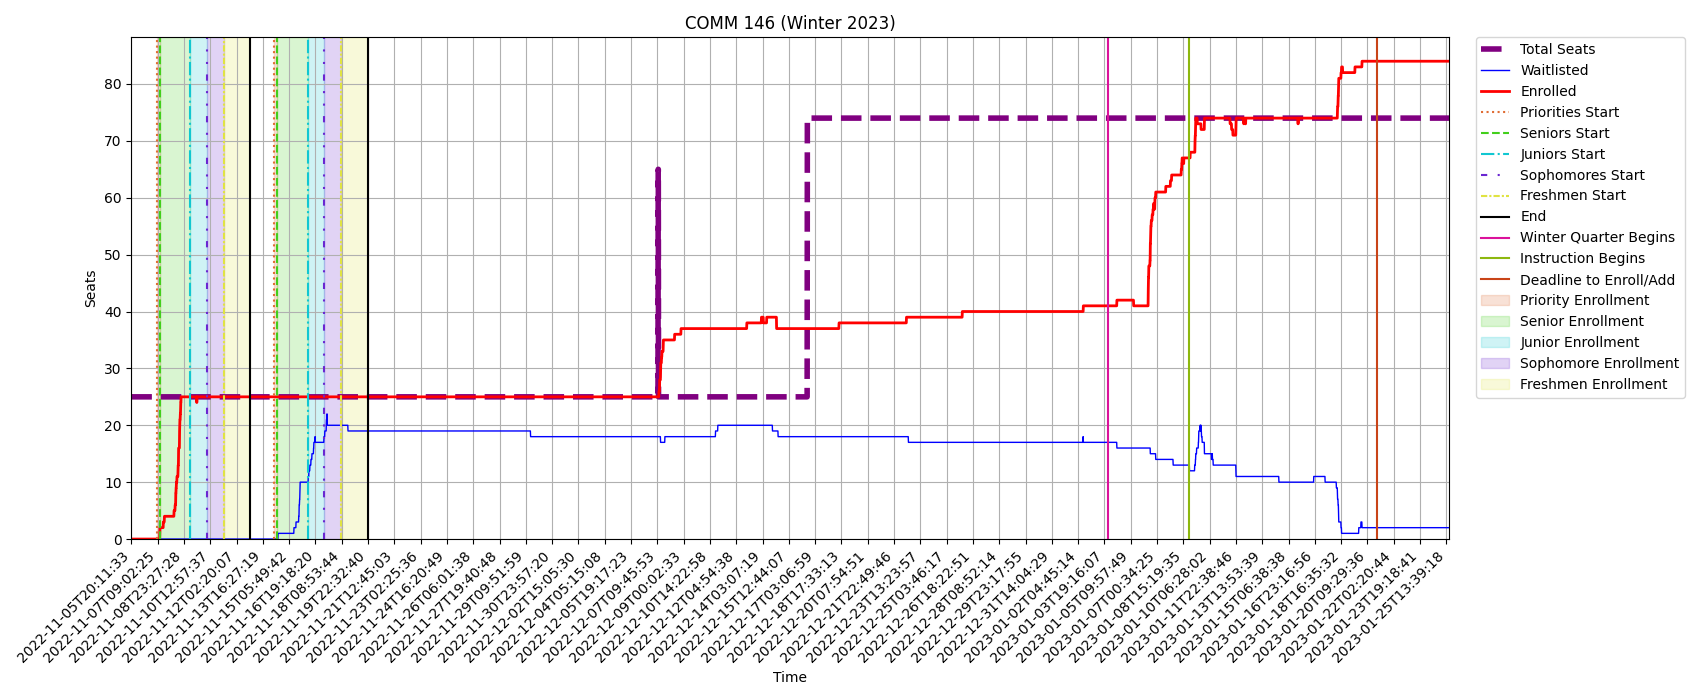 COMM 146 (Winter 2023)
Seats
80
70
60
50
40
30
20
10
0
2022-11-05T20:11:33
2022-11-07T09:02:25
2022-11-08T23:27:28
2022-11-10T12:57:37
2022-11-12T02:20:07
2022-11-13T16:27:19
2022-11-15T05:49:42
2022-11-16T19:18:20
2022-11-18T08:53:44
2022-11-19T22:32:40
2022-11-21T12:45:03
2022-11-23T02:25:36
2022-11-24T16:20:49
2022-11-26T06:01:38
2022-11-27T19:40:48
2022-11-29T09:51:59
2022-11-30T23:57:20
2022-12-02T15:05:30
2022-12-04T05:15:08
2022-12-05T19:17:23
2022-12-07T09:45:53
2022-12-09T00:02:33
2022-12-10T14:22:58
2022-12-12T04:54:38
2022-12-14T03:07:19
2022-12-15T12:44:07
2022-12-17T03:06:59
2022-12-18T17:33:13
2022-12-20T07:54:51
2022-12-21T22:49:46
2022-12-23T13:23:57
2022-12-25T03:46:17
2022-12-26T18:22:51
2022-12-28T08:52:14
2022-12-29T23:17:55
2022-12-31T14:04:29
2023-01-02T04:45:14
2023-01-03T19:16:07
2023-01-05T09:57:49
2023-01-07T00:34:25
2023-01-08T15:19:35
2023-01-10T06:28:02
2023-01-11T22:38:46
2023-01-13T13:53:39
2023-01-15T06:38:38
2023-01-16T23:16:56
2023-01-18T16:35:32
2023-01-20T09:29:36
2023-01-22T02:20:44
2023-01-23T19:18:41
2023-01-25T13:39:18
Time
Total Seats
Waitlisted
Enrolled
Priorities Start
Seniors Start
Juniors Start
Sophomores Start
Freshmen Start
End
Winter Quarter Begins
Instruction Begins
Deadline to Enroll/Add
Priority Enrollment
Senior Enrollment
Junior Enrollment
Sophomore Enrollment
Freshmen Enrollment